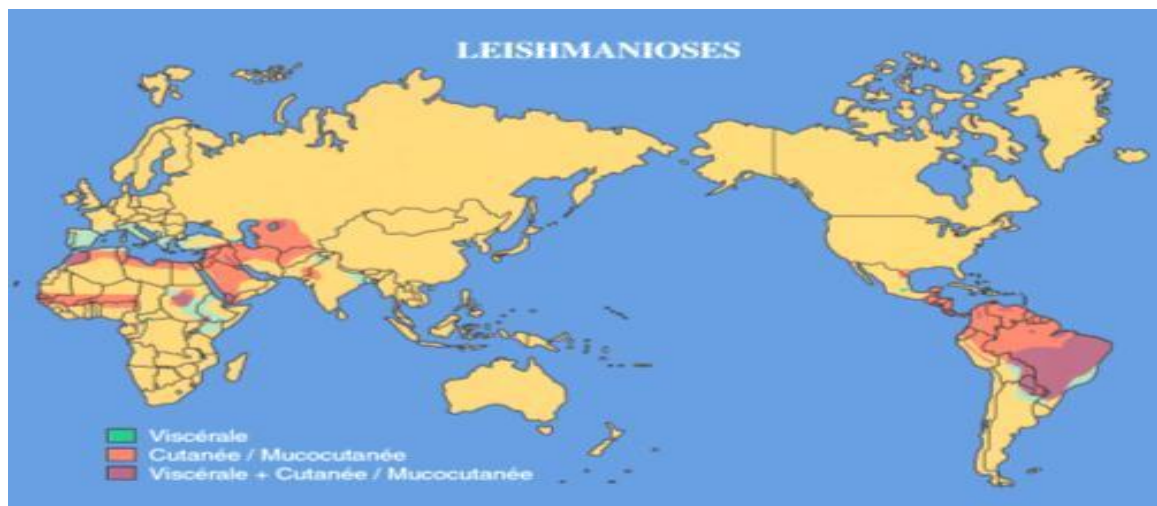 LEISHMANIOSES
Viscérale
Cutanée / Mucocutanée
Viscérale + Cutanée / Mucocutanée